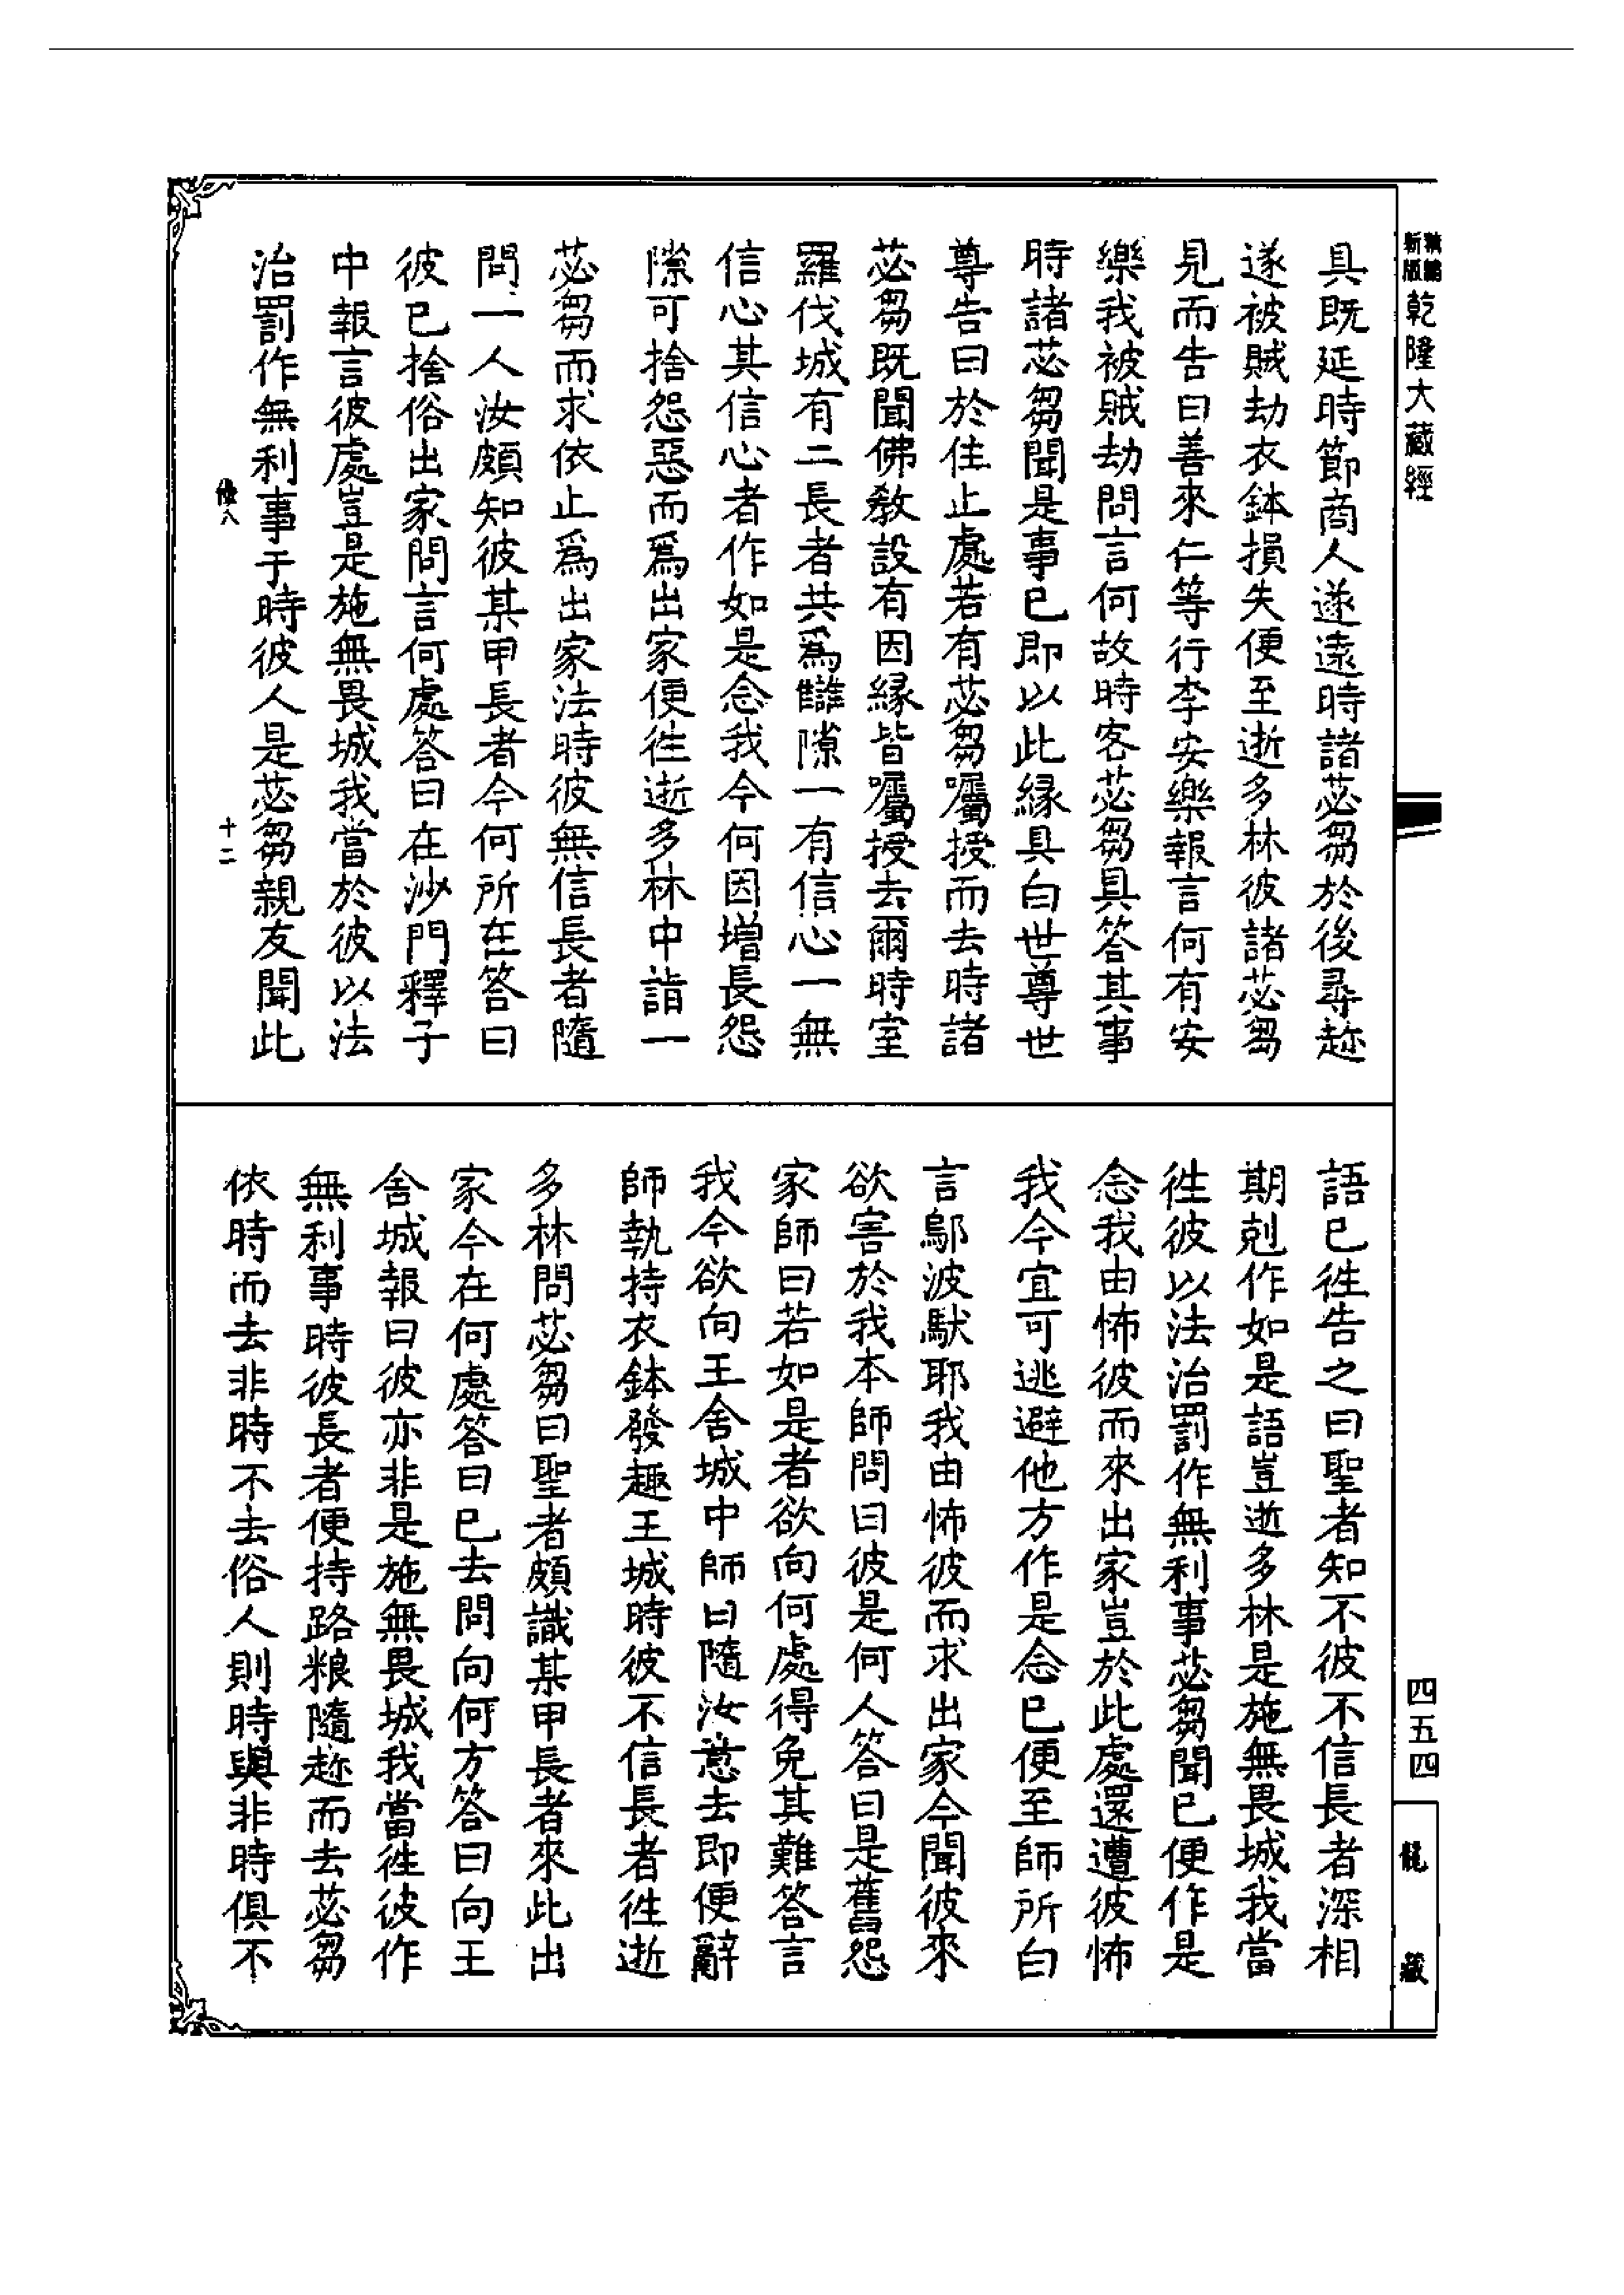 新版
乾隆大藏經
四五四
龍藏
具既延時節商人遂遠時諸苾芻於後尋趂
遂被賊劫衣鉢損失便至逝多林彼諸苾芻
見而告曰善來仁等行李安樂報言何有安
樂我被賊劫問言何故時客苾芻具答其事
時諸苾芻聞是事已即以此緣具白世尊世
尊告曰於住止處若有苾芻囑授而去時諸
苾芻既聞佛教設有因緣皆囑授去爾時室
羅伐城有二長者共爲讎隙一有信心一無
信心其信心者作如是念我今何因增長怨
隙可捨怨惡而爲出家便徃逝多林中詣一
苾芻而求依止爲出家法時彼無信長者隨
問一人汝頗知彼某甲長者今何所在答曰
彼已捨俗出家問言何處答曰在沙門釋子
中報言彼處豈是施無畏城我當於彼以法
治罰作無利事于時彼人是苾芻親友聞此
八
十二
語已徃告之曰聖者知不彼不信長者深相
期剋作如是語豈逝多林是施無畏城我當
徃彼以法治罰作無利事苾芻聞已便作是
念我由怖彼而來出家豈於此處還遭彼怖
我今宜可逃避他方作是念已便至師所白
言鄔波馱耶我由怖彼而求出家今聞彼來
欲害於我本師問曰彼是何人答曰是舊怨
家師曰若如是者欲向何處得免其難答言
我今欲向王舍城中師曰隨汝意去即便辭
師執持衣鉢發趣王城時彼不信長者徃逝
多林問苾芻曰聖者頗識某甲長者來此出
家今在何處答曰已去問向何方答曰向王
舍城報曰彼亦非是施無畏城我當徃彼作
無利事時彼長者便持路粮隨趂而去苾芻
依時而去非時不去俗人則時與非時俱不